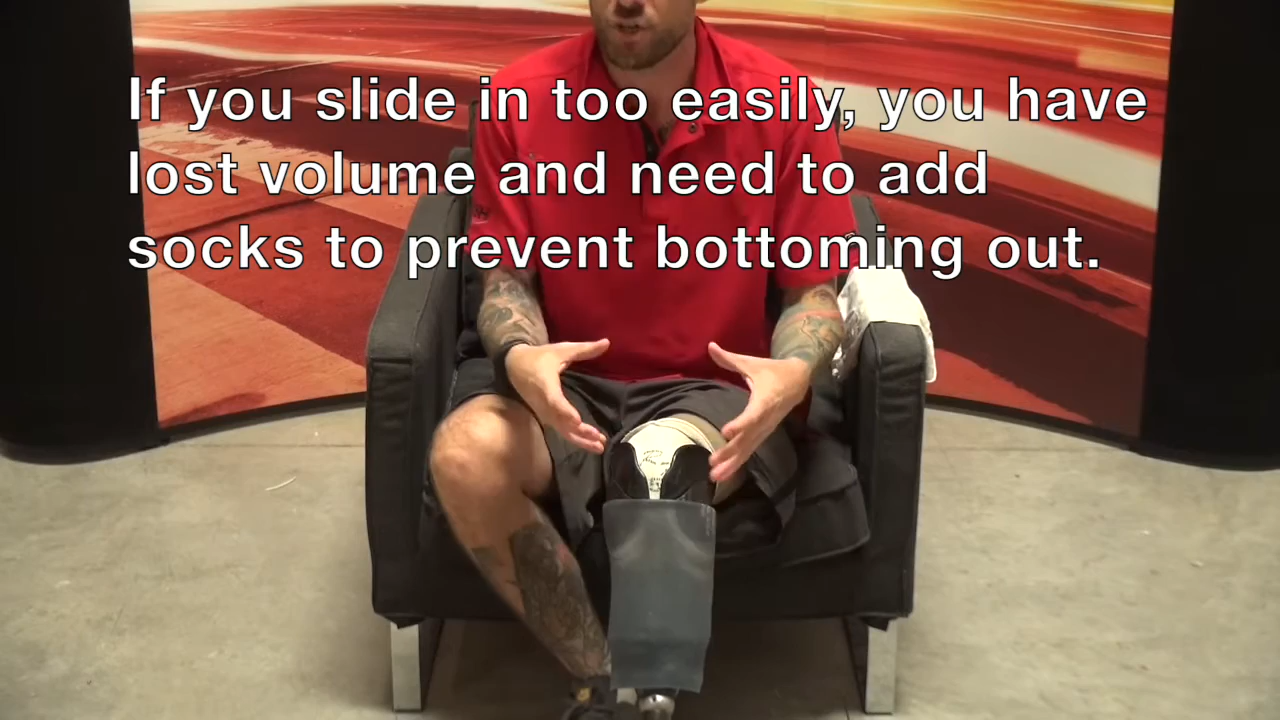 If you slide in too easily, you have
lost volume and need to add
socks to prevent bottoming out.